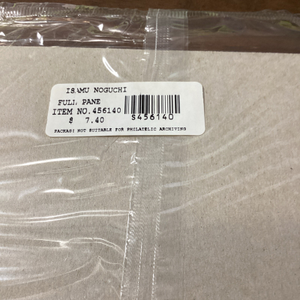 ISAMU NOGUCHI
FULL PANE
ITEM NO.456140
$ 7.40
S456140
PACKAGE NOT SUITABLE FOR PHILATELIC ARCHIVING